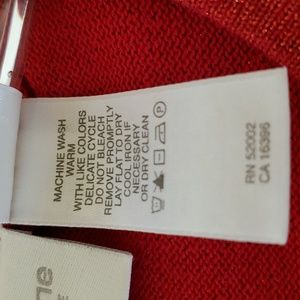 MACHINE WASH
WARM
WITH LIKE COLORS
DELICATE CYCLE
DO NOT BLEACH
REMOVE PROMPTLY
LAY FLAT TO DRY
COOL IRON IF
NECESSARY
OR DRY CLEAN
RN 52002
CA 16396